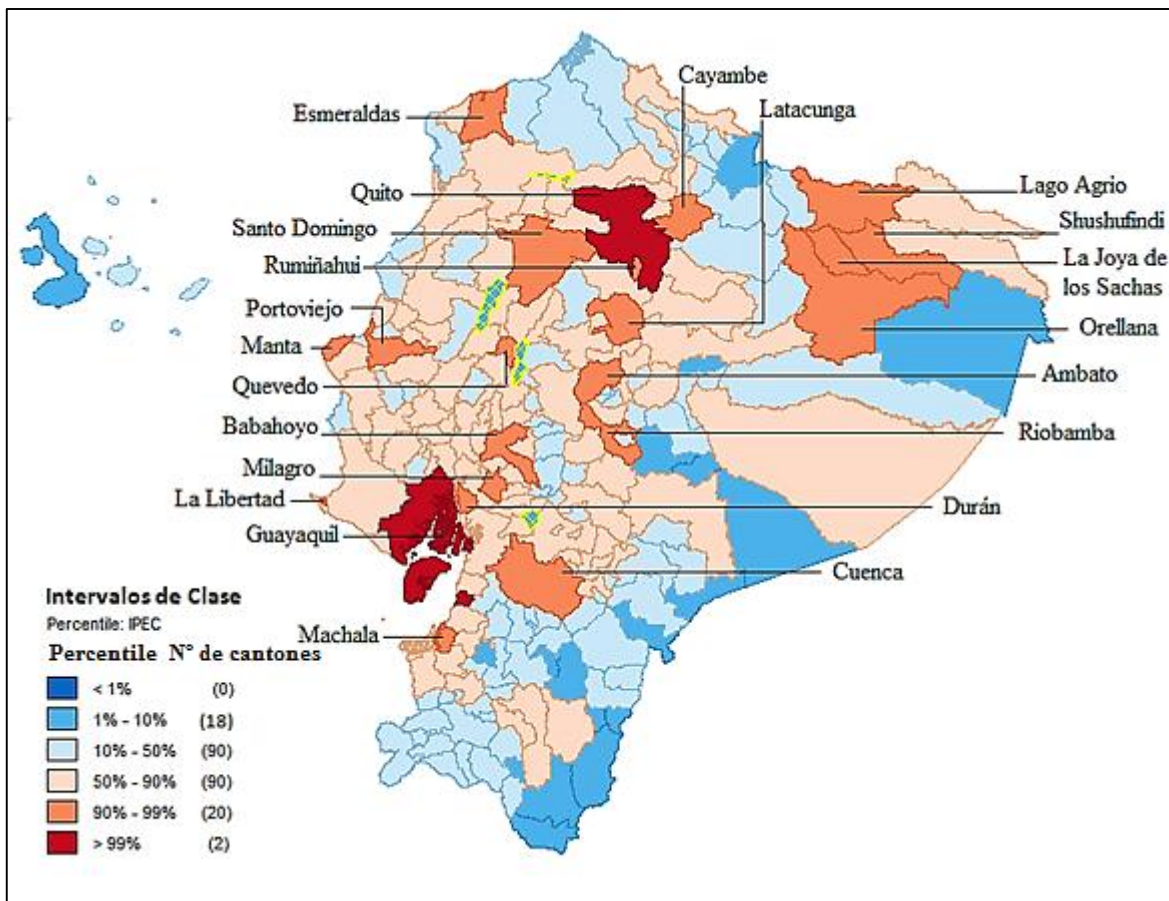 Cayambe
Latacunga
Esmeraldas
Lago Agrio
Quito
Shushufindi
Santo Domingo
La Joya de
los Sachas
Rumiñahui
Portoviejo
Orellana
Manta
Ambato
Quevedo
Babahoyo
Riobamba
Milagro
La Libertad
Durán
Guayaquil
Cuenca
Machala
Intervalos de Clase
Percentile: IPEC
Percentile N° de cantones
< 1% (0)
1% - 10% (18)
10% - 50% (90)
50% - 90% (90)
90% - 99% (20)
> 99% (2)